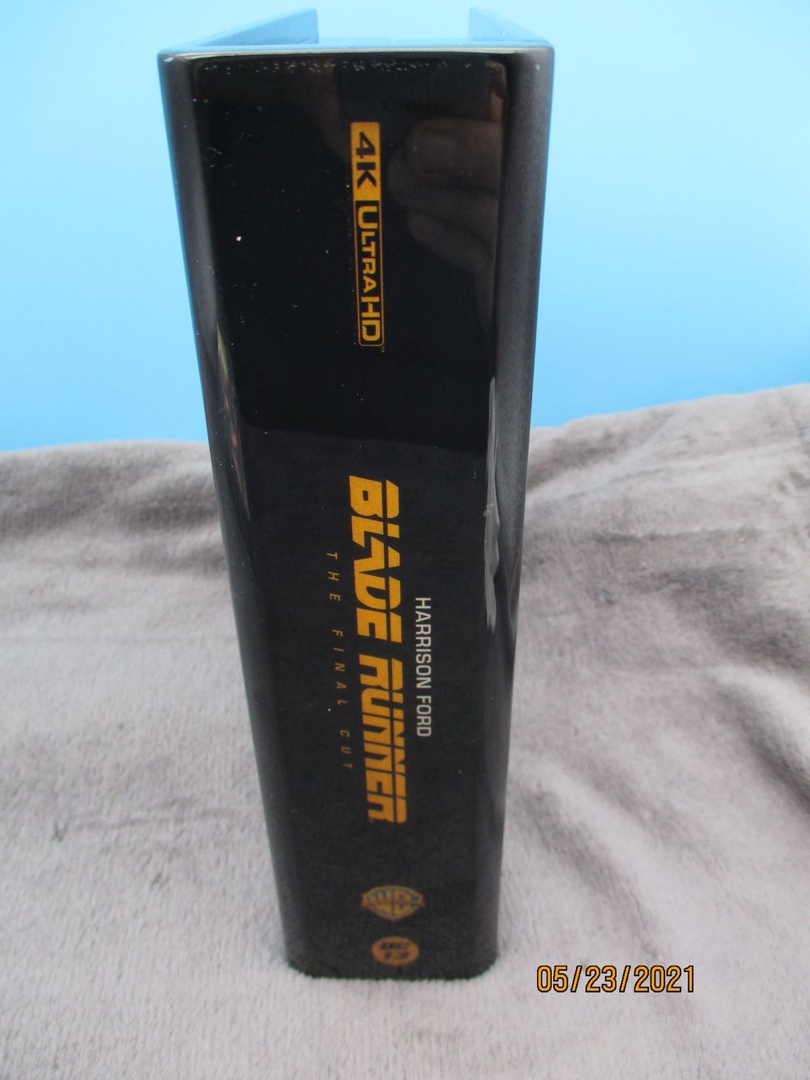 4K ULTRA HD
HARRISON FORD
BLADE RUNNER
THE FINAL CUT
05/23/2021